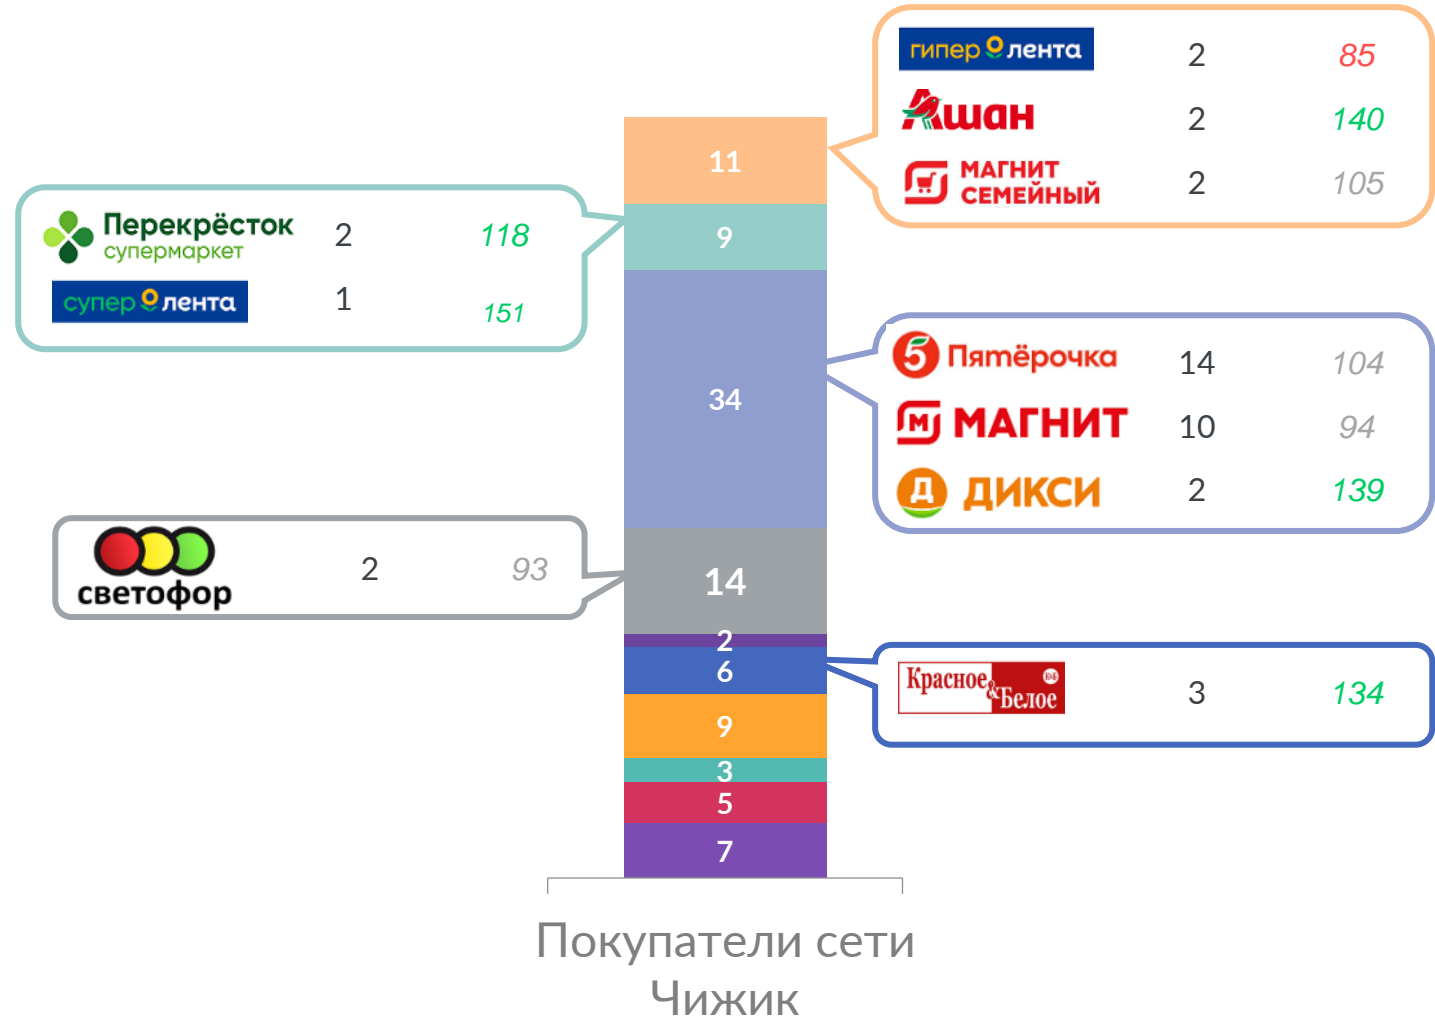 гипер лента 2 85
Ашан 2 140
МАГНИТ
СЕМЕЙНЫЙ 2 105
11
Перекрёсток
супермаркет 2 118
супер лента 1 151
9
34
5 Пятёрочка 14 104
М МАГНИТ 10 94
Д ДИКСИ 2 139
светофор 2 93
14
2
6
Красное&Белое К&Б 3 134
9
3
5
7
Покупатели сети
Чижик